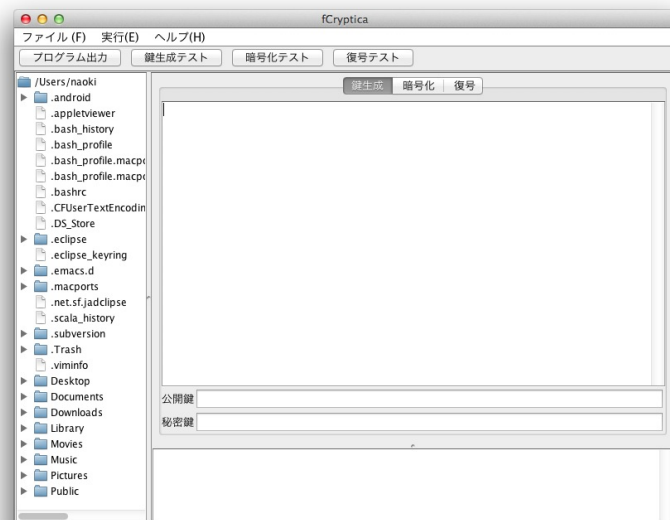 fCryptica
ファイル (F) 実行(E) ヘルプ(H)
プログラム出力 鍵生成テスト 暗号化テスト 復号テスト
/Users/naoki
.android
.appletviewer
.bash_history
.bash_profile
.bash_profile.macpo
.bash_profile.macpo
.bashrc
.CFUserTextEncodin
.DS_Store
.eclipse
.eclipse_keyring
.emacs.d
.macports
.net.sf.jadclipse
.scala_history
.subversion
.Trash
.viminfo
Desktop
Documents
Downloads
Library
Movies
Music
Pictures
Public
鍵生成 暗号化 復号
公開鍵
秘密鍵